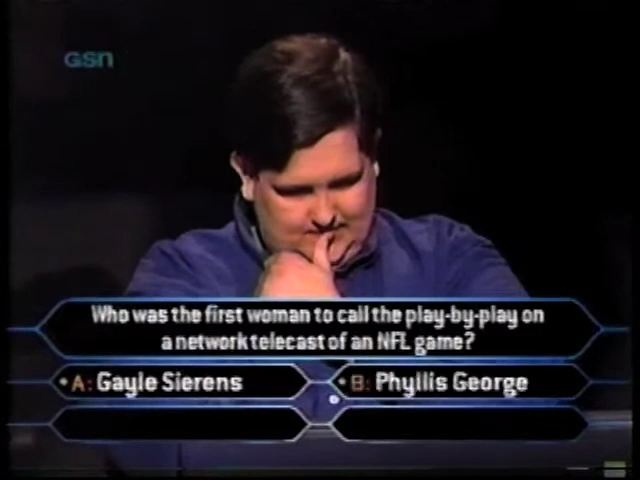 GSN
Who was the first woman to call the play-by-play on
a network telecast of an NFL game?
A: Gayle Sierens
B: Phyllis George